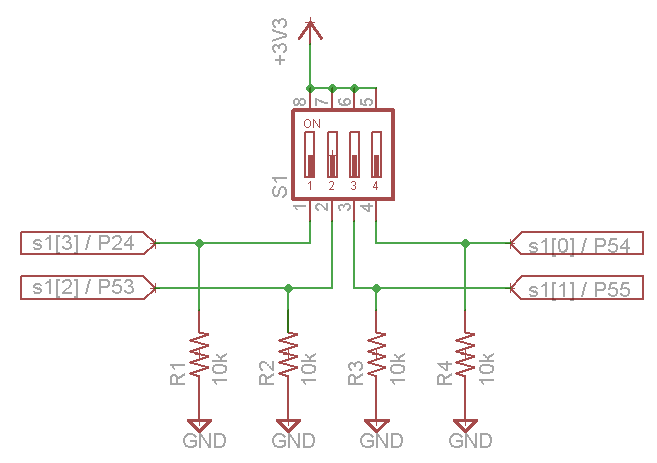 +3V3
8 7 6 5
ON
1 2 3 4
S1
1 2 3 4
s1[3] / P24
s1[0] / P54
s1[2] / P53
s1[1] / P55
R1 10k R2 10k R3 10k R4 10k
GND GND GND GND